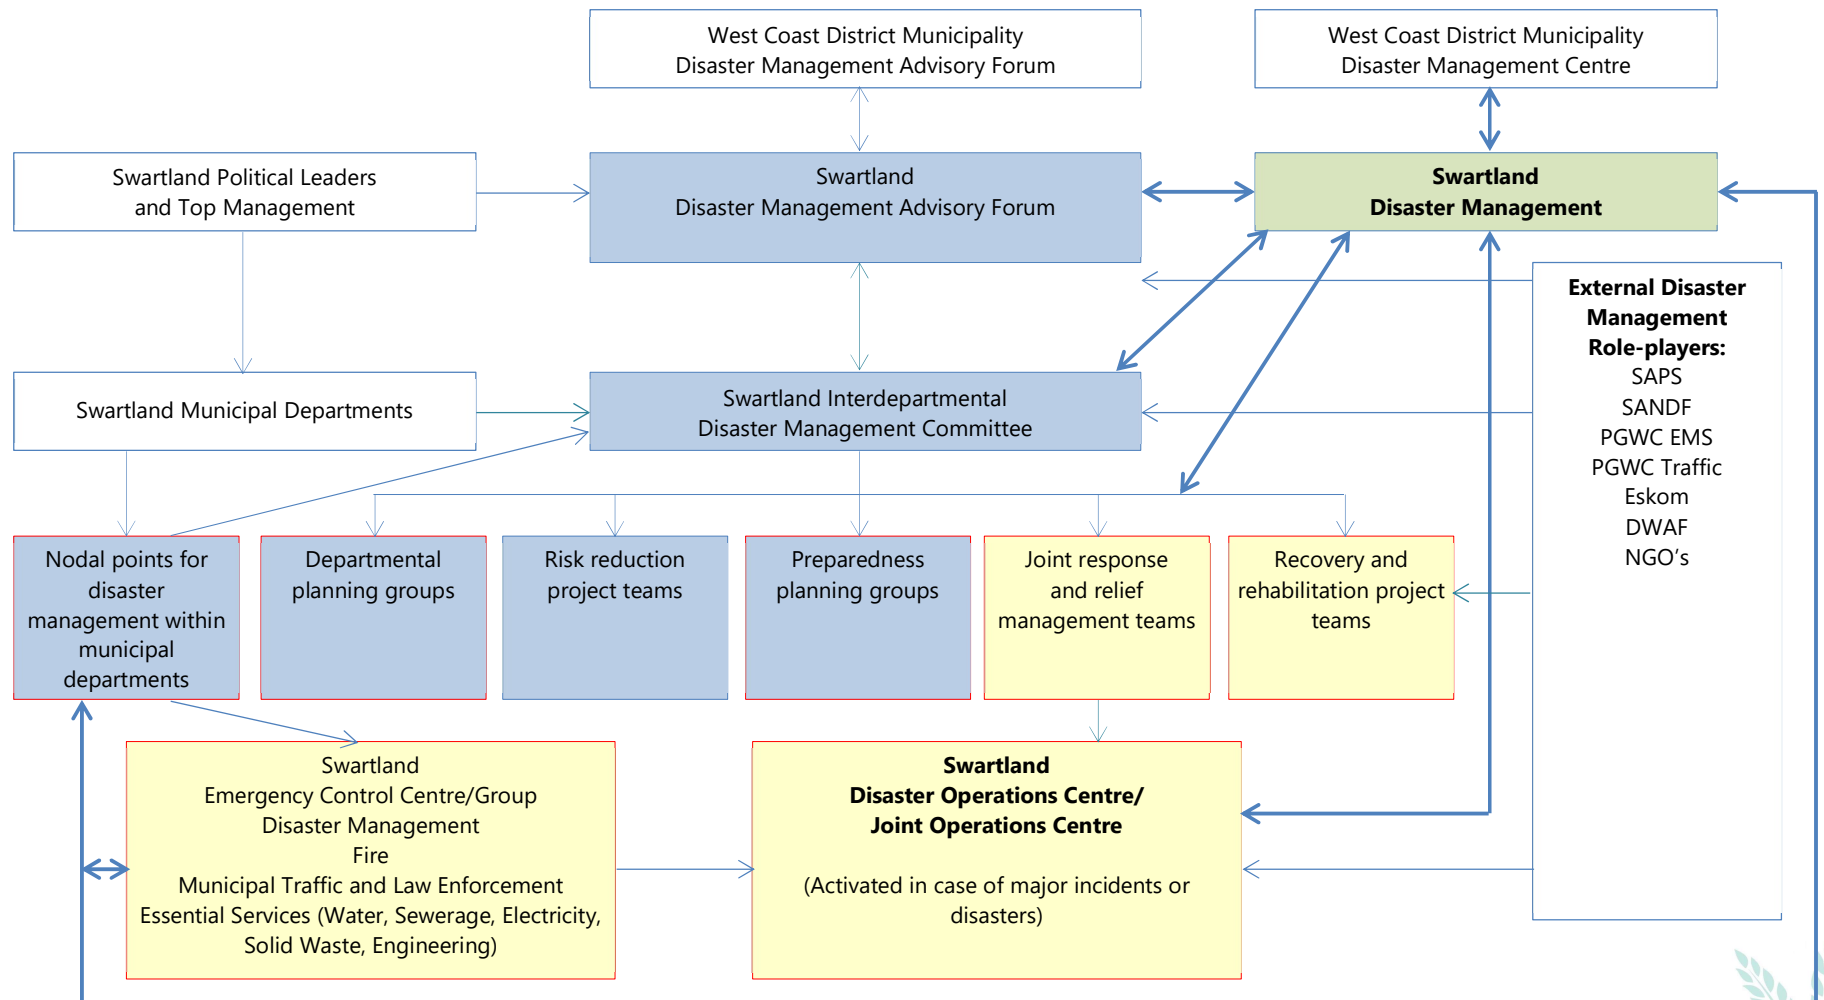 West Coast District Municipality
Disaster Management Advisory Forum
West Coast District Municipality
Disaster Management Centre
Swartland Political Leaders
and Top Management
Swartland
Disaster Management Advisory Forum
Swartland
Disaster Management
External Disaster
Management
Role-players:
SAPS
SANDF
PGWC EMS
PGWC Traffic
Eskom
DWAF
NGO’s
Swartland Municipal Departments
Swartland Interdepartmental
Disaster Management Committee
Nodal points for
disaster
management within
municipal
departments
Departmental
planning groups
Risk reduction
project teams
Preparedness
planning groups
Joint response
and relief
management teams
Recovery and
rehabilitation project
teams
Swartland
Emergency Control Centre/Group
Disaster Management
Fire
Municipal Traffic and Law Enforcement
Essential Services (Water, Sewerage, Electricity,
Solid Waste, Engineering)
Swartland
Disaster Operations Centre/
Joint Operations Centre
(Activated in case of major incidents or
disasters)